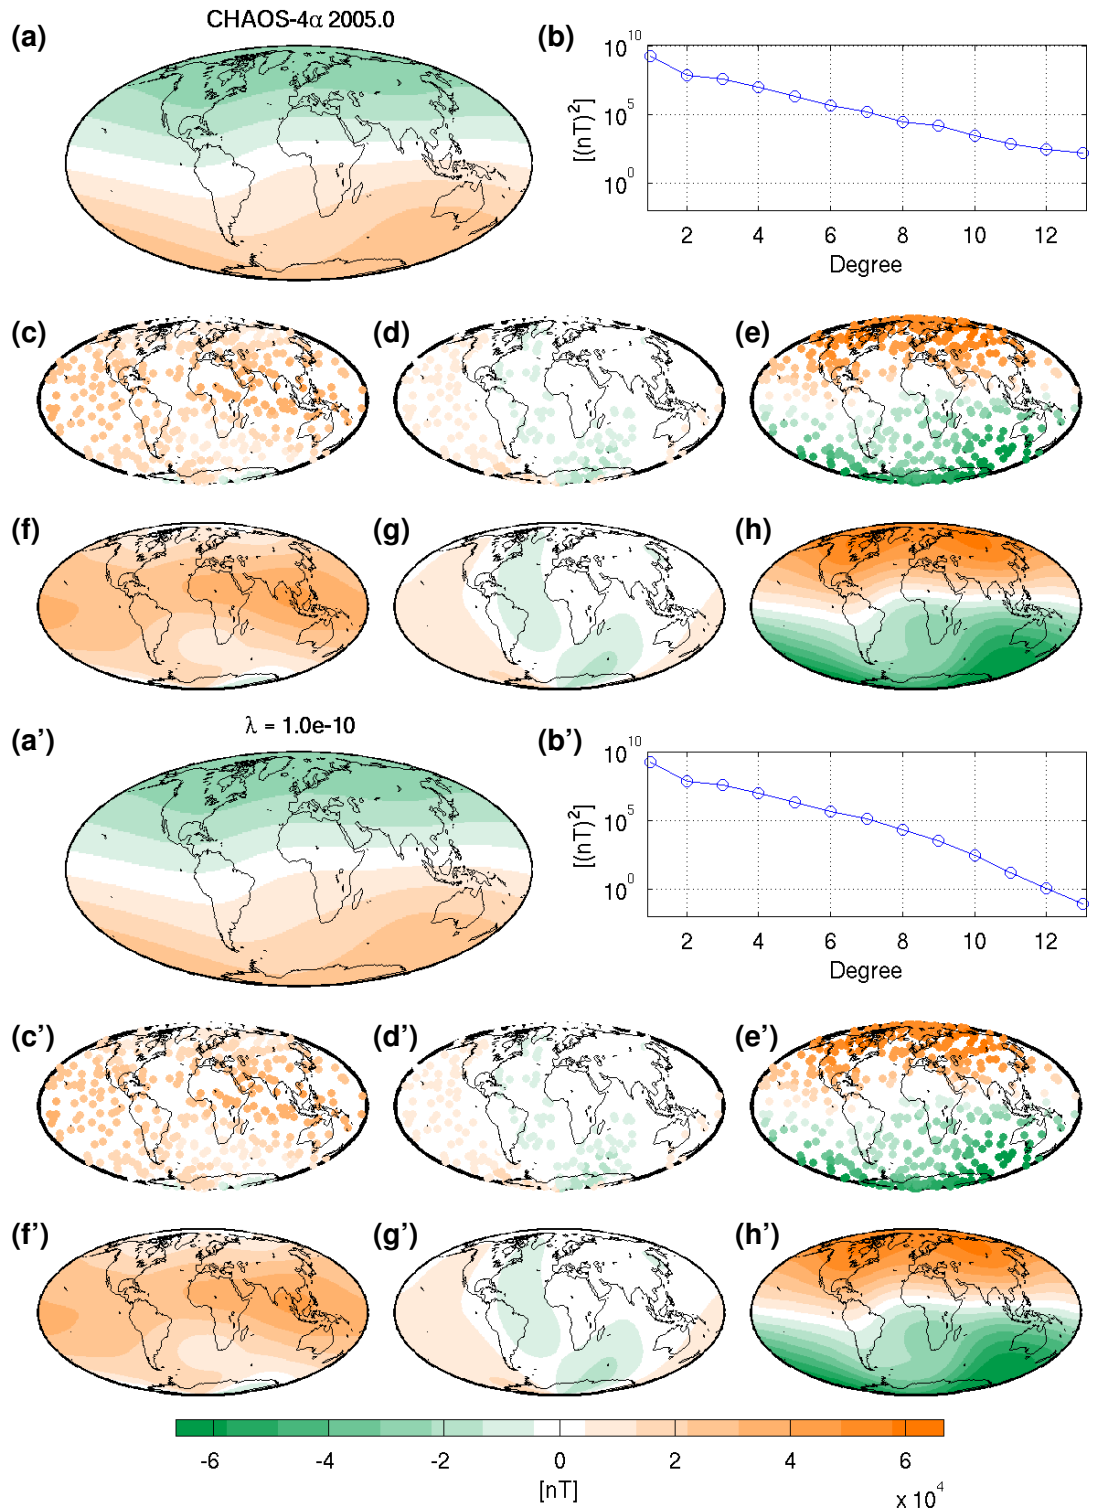 CHAOS-4α 2005.0
(a)
(b)
10^10
10^5
10^0
[(nT)^2]
2 4 6 8 10 12
Degree
(c)
(d)
(e)
(f)
(g)
(h)
λ = 1.0e-10
(a')
(b')
10^10
10^5
10^0
[(nT)^2]
2 4 6 8 10 12
Degree
(c')
(d')
(e')
(f')
(g')
(h')
-6 -4 -2 0 2 4 6
[nT]
x 10^4